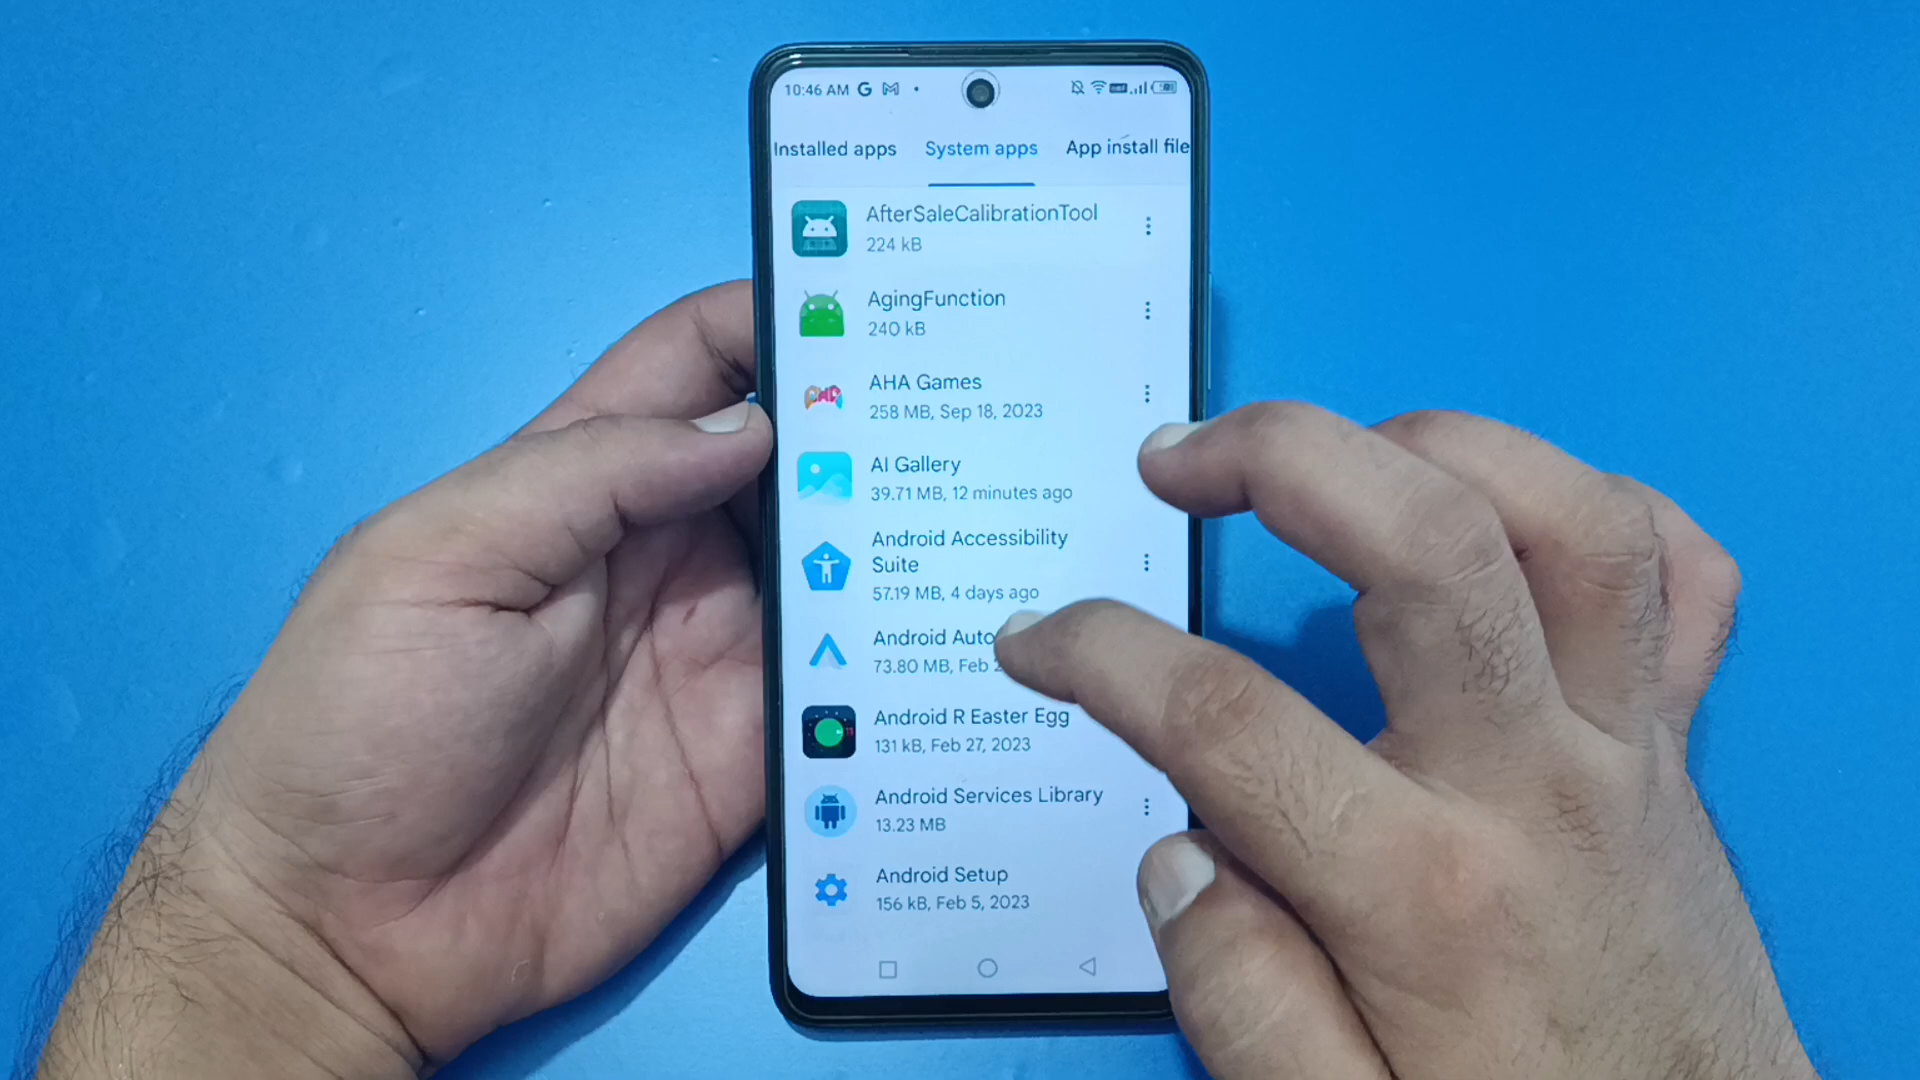 10:46 AM
Installed apps System apps App install file
AfterSaleCalibrationTool
224 kB
AgingFunction
240 kB
AHA Games
258 MB, Sep 18, 2023
AI Gallery
39.71 MB, 12 minutes ago
Android Accessibility
Suite
57.19 MB, 4 days ago
Android Auto
73.80 MB, Feb
Android R Easter Egg
131 kB, Feb 27, 2023
Android Services Library
13.23 MB
Android Setup
156 kB, Feb 5, 2023